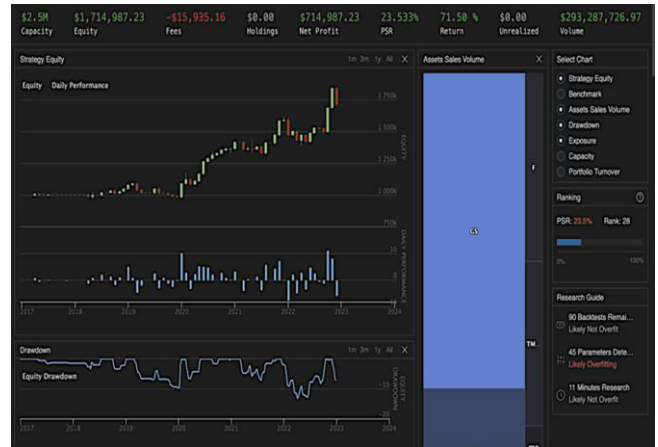 $2.5M $1,714,987.23 -$15,935.16 $0.00 $714,987.23 23.533% 71.50 % $0.00 $293,287,726.97
Capacity Equity Fees Holdings Net Profit PSR Return Unrealized Volume
Strategy Equity 1m 3m 1y All X
Equity Daily Performance
1 750k
1 500k
1 250k
1 000k
750k
EQUITY
10
0
DAILY PERFORMANCE
2017 2018 2019 2020 2021 2022 2023 2024
Drawdown 1m 3m 1y All X
Equity Drawdown
-10
-20
EQUITY DRAWDOWN
2017 2018 2019 2020 2021 2022 2023 2024
Assets Sales Volume X
GS
F
TM...
Select Chart
Strategy Equity
Benchmark
Assets Sales Volume
Drawdown
Exposure
Capacity
Portfolio Turnover
Ranking ?
PSR: 23.5% Rank: 28
0% 100%
Research Guide
90 Backtests Remai...
Likely Not Overfit
45 Parameters Dete...
Likely Overfitting
11 Minutes Research
Likely Not Overfit